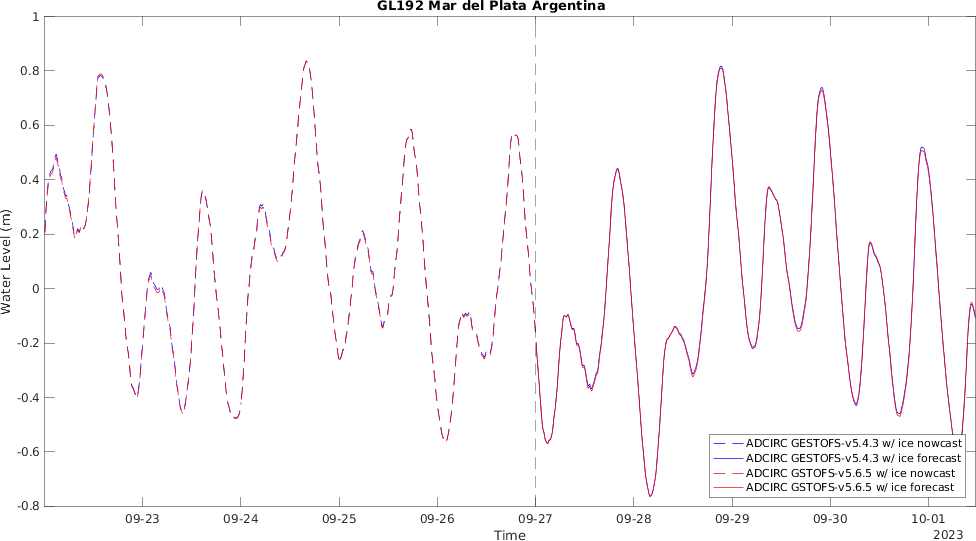 GL192 Mar del Plata Argentina
1
0.8
0.6
0.4
0.2
0
-0.2
-0.4
-0.6
-0.8
Water Level (m)
09-23 09-24 09-25 09-26 09-27 09-28 09-29 09-30 10-01
Time
2023
ADCIRC GESTOFS-v5.4.3 w/ ice nowcast
ADCIRC GESTOFS-v5.4.3 w/ ice forecast
ADCIRC GSTOFS-v5.6.5 w/ ice nowcast
ADCIRC GSTOFS-v5.6.5 w/ ice forecast